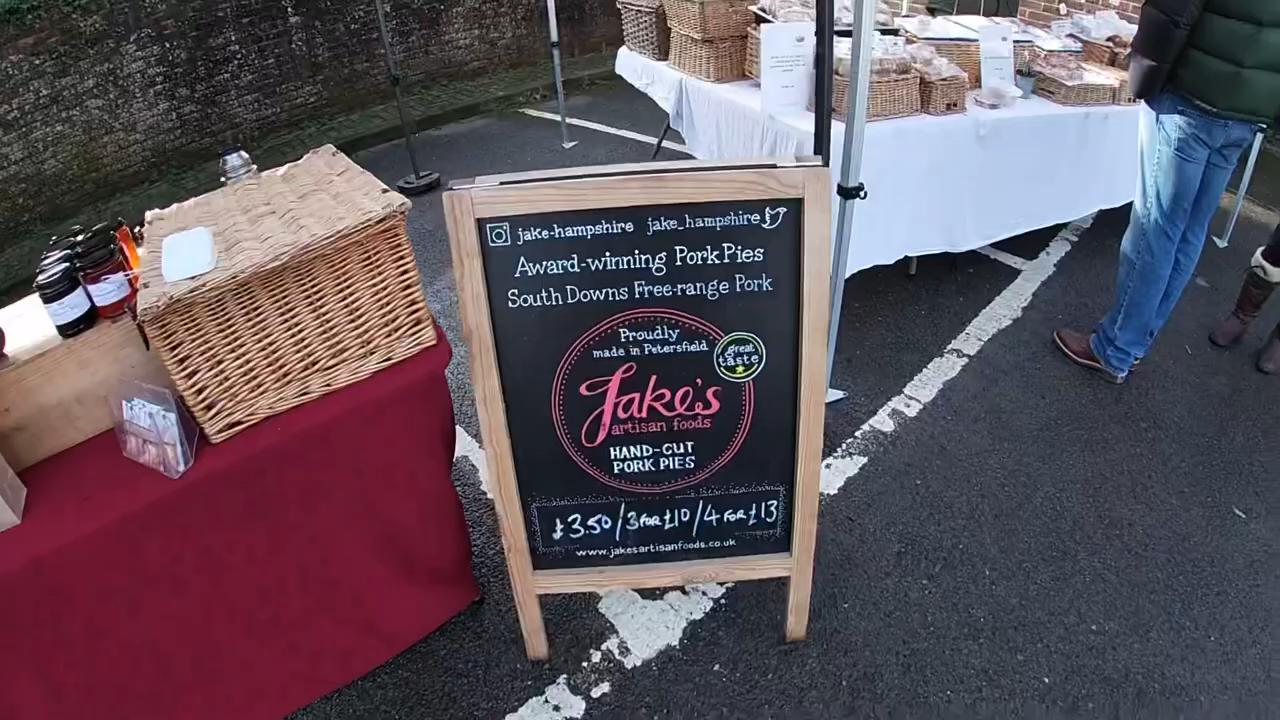 jake-hampshire jake_hampshire
Award-winning Pork Pies
South Downs Free-range Pork
Proudly
made in Petersfield
great
taste
Jake's
artisan foods
HAND-CUT
PORK PIES
£3.50/3 FOR £10/4 FOR £13
www.jakesartisanfoods.co.uk